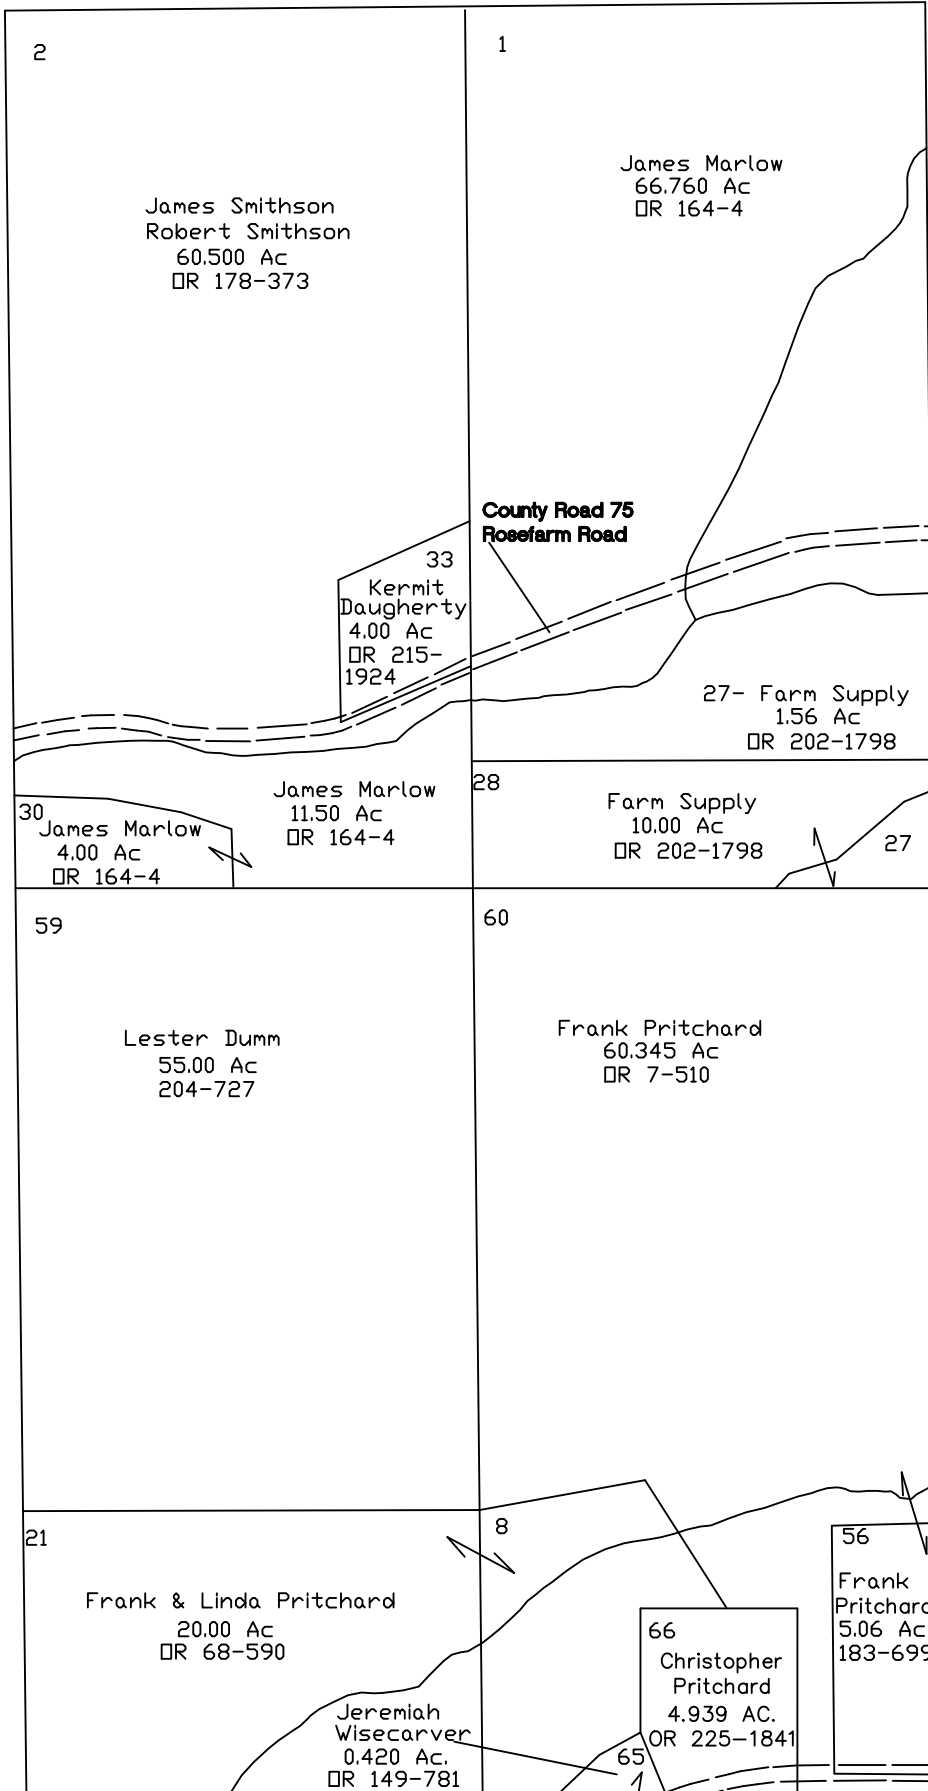 2
1
James Marlow
66.760 Ac
OR 164-4
James Smithson
Robert Smithson
60.500 Ac
OR 178-373
County Road 75
Rosefarm Road
33
Kermit
Daugherty
4.00 Ac
OR 215-
1924
27- Farm Supply
1.56 Ac
OR 202-1798
James Marlow
11.50 Ac
OR 164-4
28
Farm Supply
10.00 Ac
OR 202-1798
27
30
James Marlow
4.00 Ac
OR 164-4
59
60
Lester Dumm
55.00 Ac
204-727
Frank Pritchard
60.345 Ac
OR 7-510
21
8
56
Frank
Pritchard
5.06 Ac
183-699
Frank & Linda Pritchard
20.00 Ac
OR 68-590
66
Christopher
Pritchard
4.939 AC.
OR 225-1841
Jeremiah
Wisecarver
0.420 Ac.
OR 149-781
65